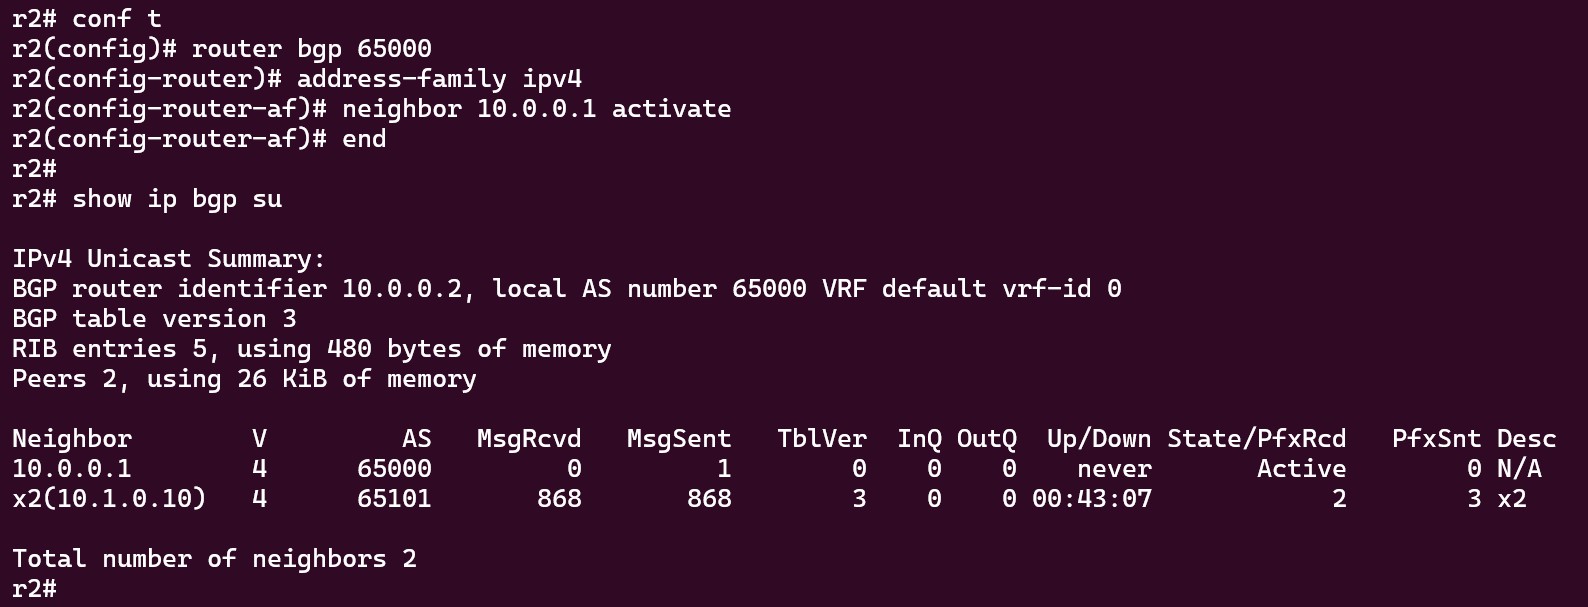 r2# conf t
r2(config)# router bgp 65000
r2(config-router)# address-family ipv4
r2(config-router-af)# neighbor 10.0.0.1 activate
r2(config-router-af)# end
r2#
r2# show ip bgp su

IPv4 Unicast Summary:
BGP router identifier 10.0.0.2, local AS number 65000 VRF default vrf-id 0
BGP table version 3
RIB entries 5, using 480 bytes of memory
Peers 2, using 26 KiB of memory

Neighbor        V         AS   MsgRcvd   MsgSent   TblVer  InQ OutQ  Up/Down State/PfxRcd   PfxSnt Desc
10.0.0.1        4      65000         0         1        0    0    0    never       Active        0 N/A
x2(10.1.0.10)   4      65101       868       868        3    0    0 00:43:07            2        3 x2

Total number of neighbors 2
r2#